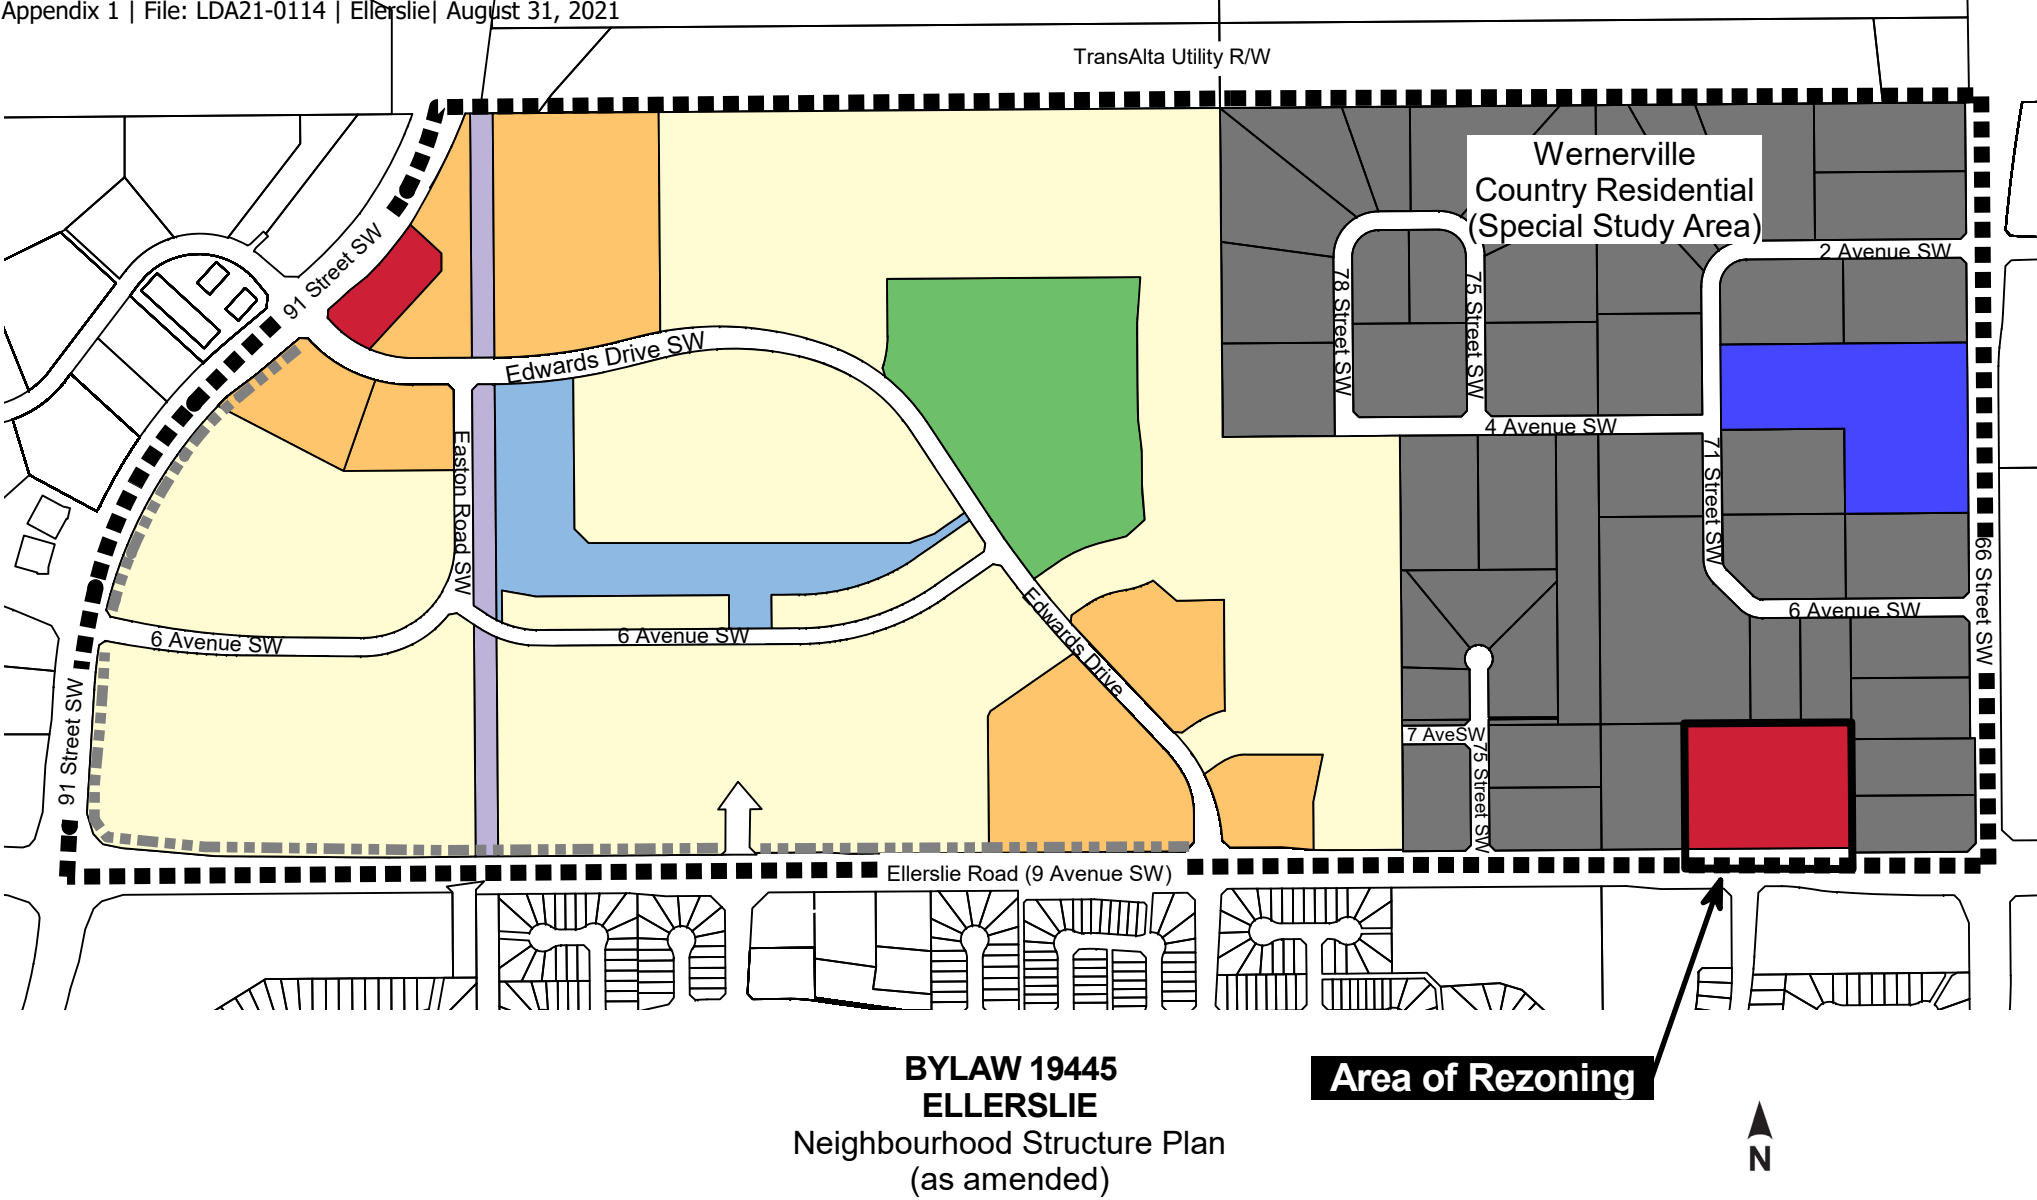 Appendix 1 | File: LDA21-0114 | Ellerslie| August 31, 2021
TransAlta Utility R/W
Wernerville
Country Residential
(Special Study Area)
91 Street SW
2 Avenue SW
78 Street SW
75 Street SW
Edwards Drive SW
4 Avenue SW
Easton Road SW
71 Street SW
66 Street SW
6 Avenue SW
6 Avenue SW
6 Avenue SW
Edwards Drive
91 Street SW
7 AveSW
75 Street SW
Ellerslie Road (9 Avenue SW)
BYLAW 19445
ELLERSLIE
Neighbourhood Structure Plan
(as amended)
Area of Rezoning
N